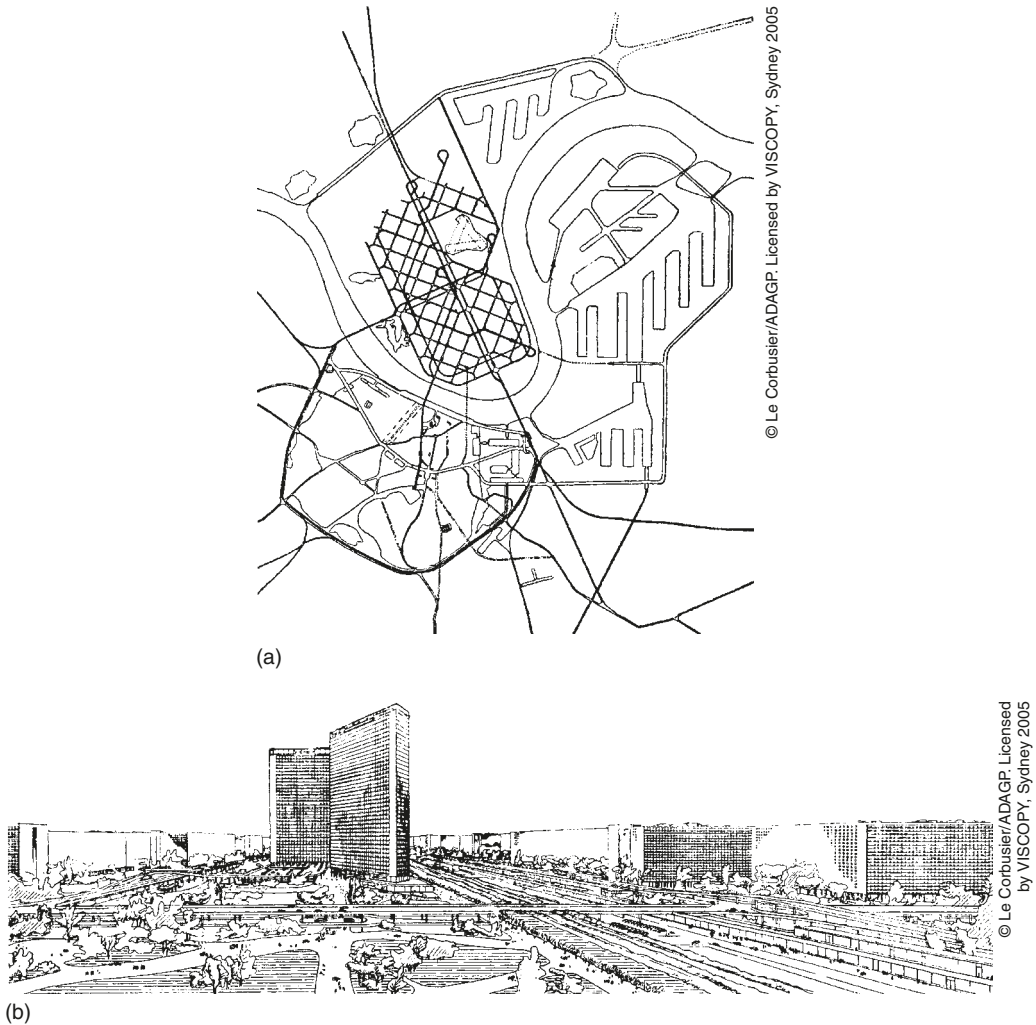 © Le Corbusier/ADAGP. Licensed by VISCOPY, Sydney 2005
(a)
© Le Corbusier/ADAGP. Licensed
by VISCOPY, Sydney 2005
(b)